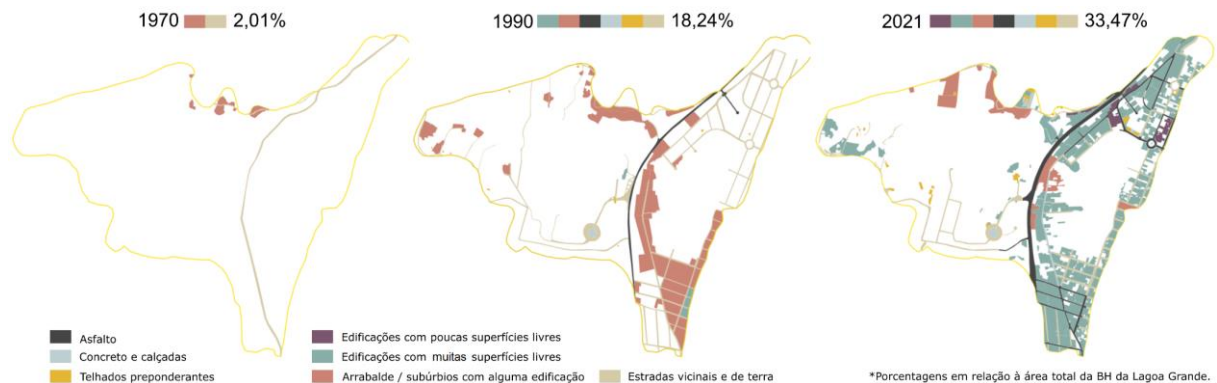 1970 2,01%
1990 18,24%
2021 33,47%
Asfalto
Concreto e calçadas
Telhados preponderantes
Edificações com poucas superfícies livres
Edificações com muitas superfícies livres
Arrabalde / subúrbios com alguma edificação
Estradas vicinais e de terra
*Porcentagens em relação à área total da BH da Lagoa Grande.